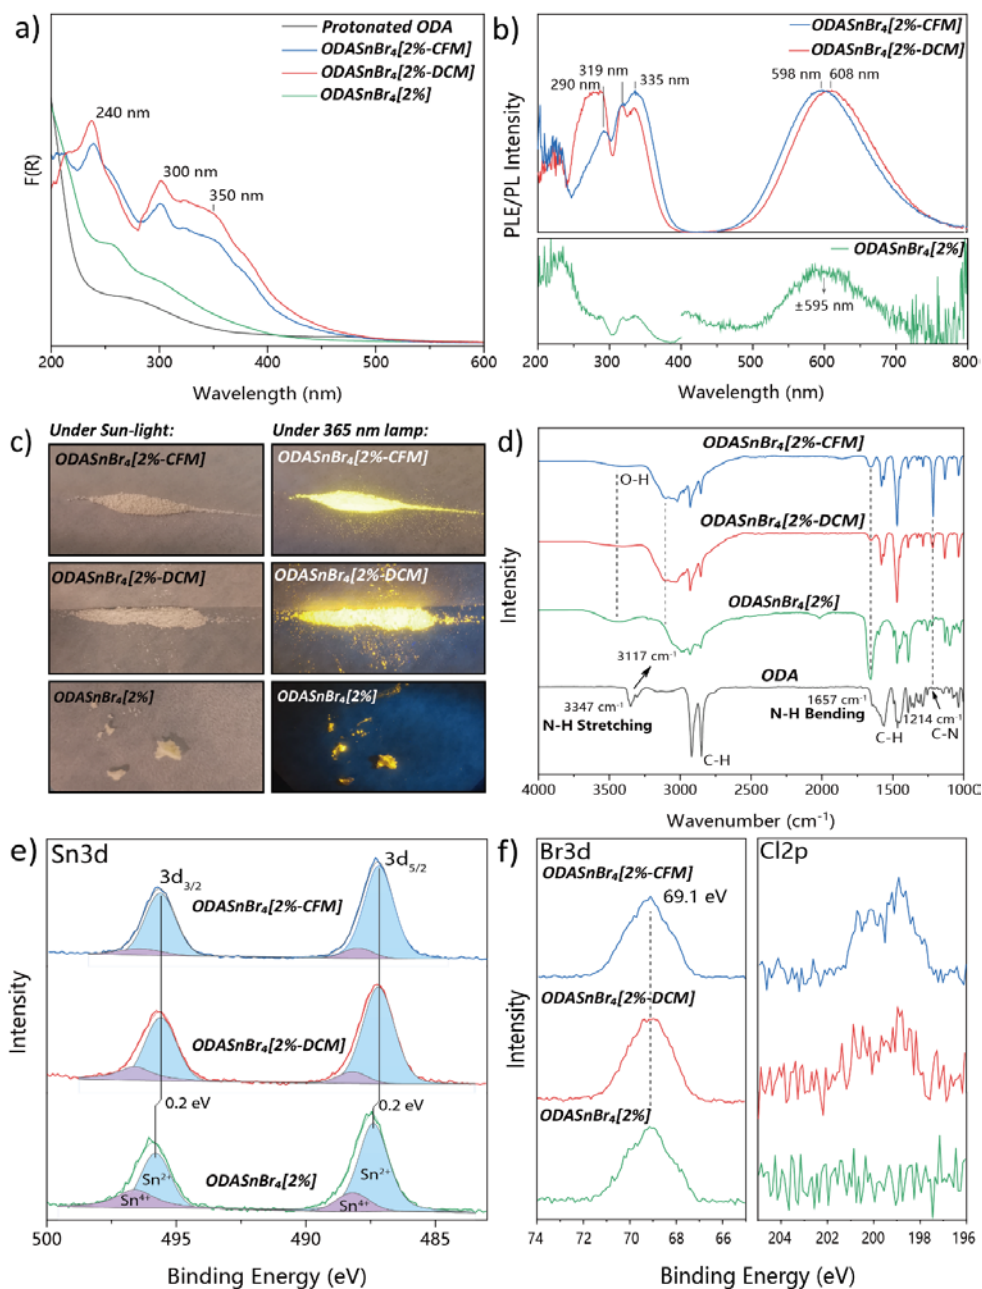 a)
Protonated ODA
ODASnBr₄[2%-CFM]
ODASnBr₄[2%-DCM]
ODASnBr₄[2%]
240 nm
300 nm
350 nm
F(R)
200 300 400 500 600
Wavelength (nm)
b)
ODASnBr₄[2%-CFM]
ODASnBr₄[2%-DCM]
319 nm
290 nm
335 nm
598 nm
608 nm
PLE/PL Intensity
ODASnBr₄[2%]
±595 nm
200 300 400 500 600 700 800
Wavelength (nm)
c)
Under Sun-light:
Under 365 nm lamp:
ODASnBr₄[2%-CFM]
ODASnBr₄[2%-CFM]
ODASnBr₄[2%-DCM]
ODASnBr₄[2%-DCM]
ODASnBr₄[2%]
ODASnBr₄[2%]
d)
ODASnBr₄[2%-CFM]
O-H
ODASnBr₄[2%-DCM]
ODASnBr₄[2%]
3117 cm⁻¹
ODA
3347 cm⁻¹
N-H Stretching
1657 cm⁻¹
N-H Bending
1214 cm⁻¹
C-H
C-N
C-H
Intensity
4000 3500 3000 2500 2000 1500 1000
Wavenumber (cm⁻¹)
e)
Sn3d
3d₃/₂
3d₅/₂
ODASnBr₄[2%-CFM]
ODASnBr₄[2%-DCM]
0.2 eV
0.2 eV
Sn²⁺
Sn²⁺
ODASnBr₄[2%]
Sn⁴⁺
Sn⁴⁺
Intensity
500 495 490 485
Binding Energy (eV)
f)
Br3d
Cl2p
ODASnBr₄[2%-CFM]
69.1 eV
ODASnBr₄[2%-DCM]
ODASnBr₄[2%]
Intensity
74 72 70 68 66
204 202 200 198 196
Binding Energy (eV)